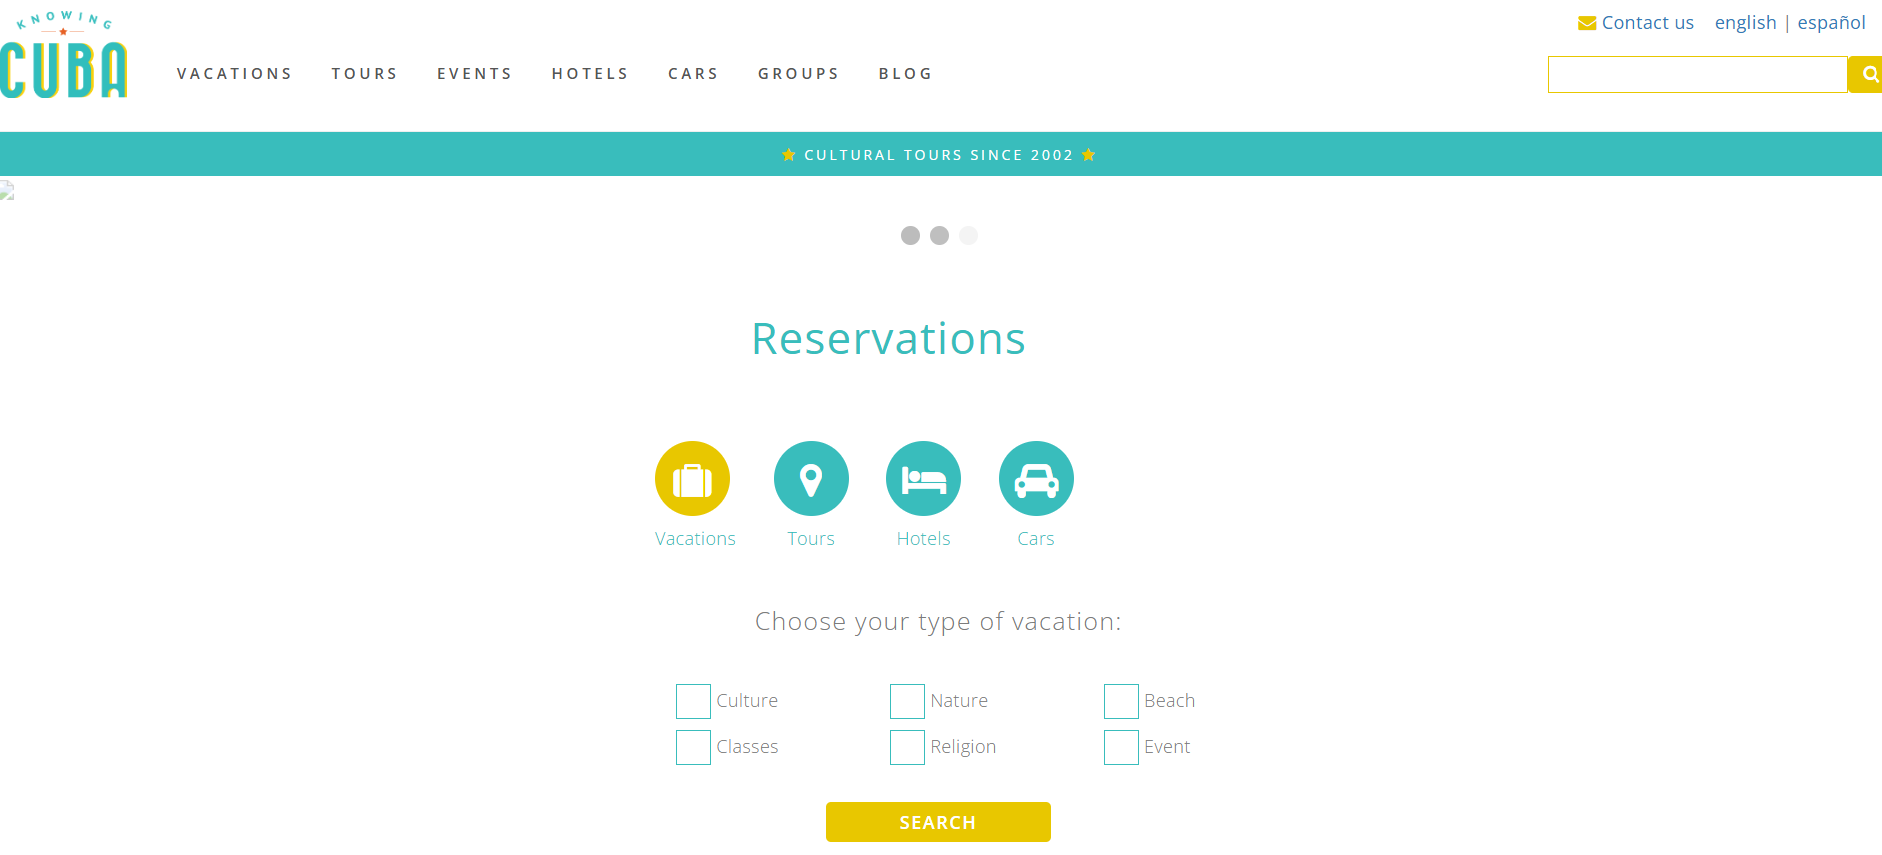 KNOWING
CUBA
Contact us english | español
VACATIONS TOURS EVENTS HOTELS CARS GROUPS BLOG
CULTURAL TOURS SINCE 2002
Reservations
Vacations Tours Hotels Cars
Choose your type of vacation:
Culture Nature Beach
Classes Religion Event
SEARCH